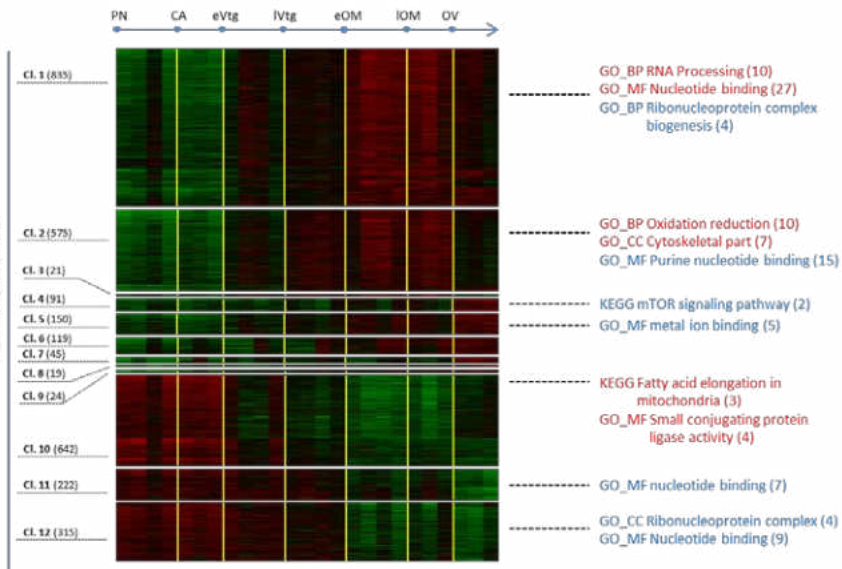 PN CA eVtg lVtg eOM lOM OV
Cl. 1 (835)
Cl. 2 (575)
Cl. 3 (21)
Cl. 4 (91)
Cl. 5 (150)
Cl. 6 (119)
Cl. 7 (45)
Cl. 8 (19)
Cl. 9 (24)
Cl. 10 (642)
Cl. 11 (222)
Cl. 12 (315)
GO_BP RNA Processing (10)
GO_MF Nucleotide binding (27)
GO_BP Ribonucleoprotein complex
biogenesis (4)
GO_BP Oxidation reduction (10)
GO_CC Cytoskeletal part (7)
GO_MF Purine nucleotide binding (15)
KEGG mTOR signaling pathway (2)
GO_MF metal ion binding (5)
KEGG Fatty acid elongation in
mitochondria (3)
GO_MF Small conjugating protein
ligase activity (4)
GO_MF nucleotide binding (7)
GO_CC Ribonucleoprotein complex (4)
GO_MF Nucleotide binding (9)